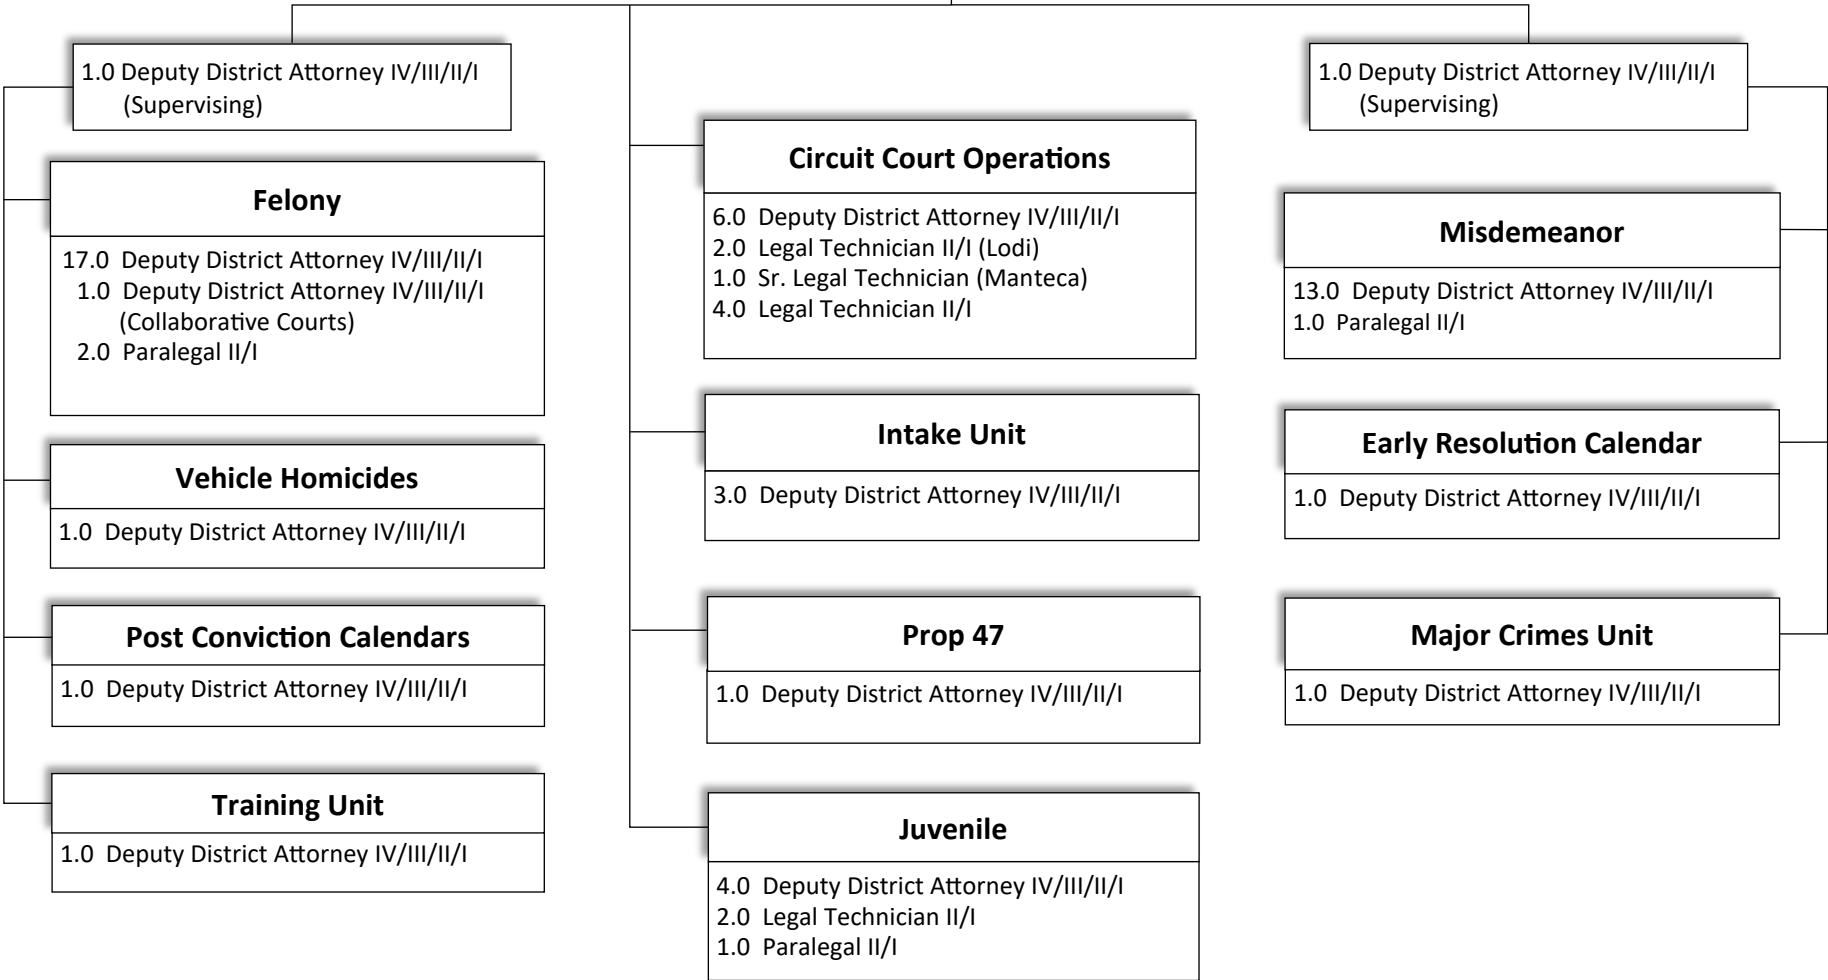 1.0 Deputy District Attorney IV/III/II/I
(Supervising)
Felony
17.0 Deputy District Attorney IV/III/II/I
1.0 Deputy District Attorney IV/III/II/I
(Collaborative Courts)
2.0 Paralegal II/I
Vehicle Homicides
1.0 Deputy District Attorney IV/III/II/I
Post Conviction Calendars
1.0 Deputy District Attorney IV/III/II/I
Training Unit
1.0 Deputy District Attorney IV/III/II/I
Circuit Court Operations
6.0 Deputy District Attorney IV/III/II/I
2.0 Legal Technician II/I (Lodi)
1.0 Sr. Legal Technician (Manteca)
4.0 Legal Technician II/I
Intake Unit
3.0 Deputy District Attorney IV/III/II/I
Prop 47
1.0 Deputy District Attorney IV/III/II/I
Juvenile
4.0 Deputy District Attorney IV/III/II/I
2.0 Legal Technician II/I
1.0 Paralegal II/I
1.0 Deputy District Attorney IV/III/II/I
(Supervising)
Misdemeanor
13.0 Deputy District Attorney IV/III/II/I
1.0 Paralegal II/I
Early Resolution Calendar
1.0 Deputy District Attorney IV/III/II/I
Major Crimes Unit
1.0 Deputy District Attorney IV/III/II/I